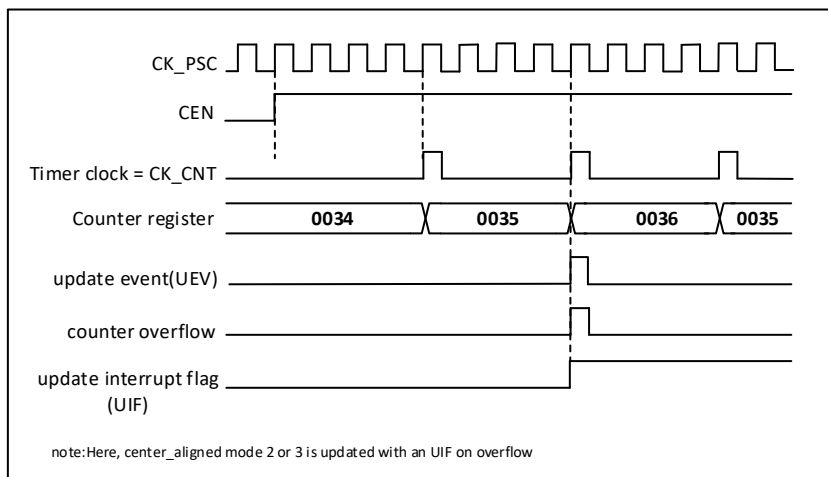 CK_PSC
CEN
Timer clock = CK_CNT
Counter register 0034 0035 0036 0035
update event(UEV)
counter overflow
update interrupt flag
(UIF)
note:Here, center_aligned mode 2 or 3 is updated with an UIF on overflow